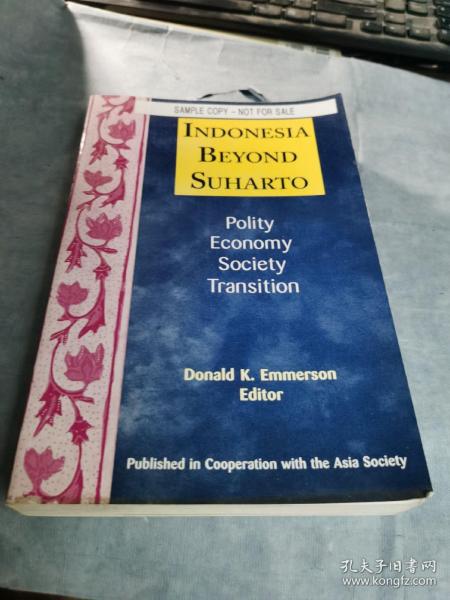 SAMPLE COPY - NOT FOR SALE
INDONESIA
BEYOND
SUHARTO
Polity
Economy
Society
Transition
Donald K. Emmerson
Editor
Published in Cooperation with the Asia Society
孔夫子旧书网
www.kongfz.com